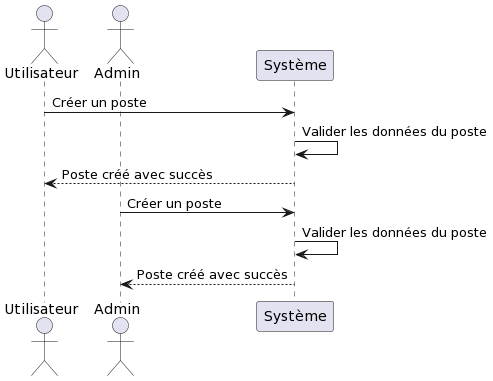 Utilisateur Admin Système
Créer un poste
Valider les données du poste
Poste créé avec succès
Créer un poste
Valider les données du poste
Poste créé avec succès
Utilisateur Admin Système